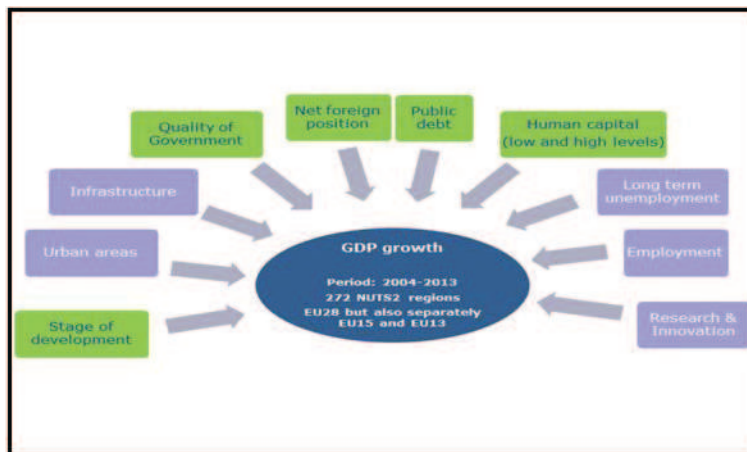 Net foreign
position
Public
debt
Quality of
Government
Human capital
(low and high levels)
Infrastructure
Long term
unemployment
Urban areas
Employment
Stage of
development
Research &
Innovation
GDP growth
Period: 2004-2013
272 NUTS2 regions
EU28 but also separately
EU15 and EU13